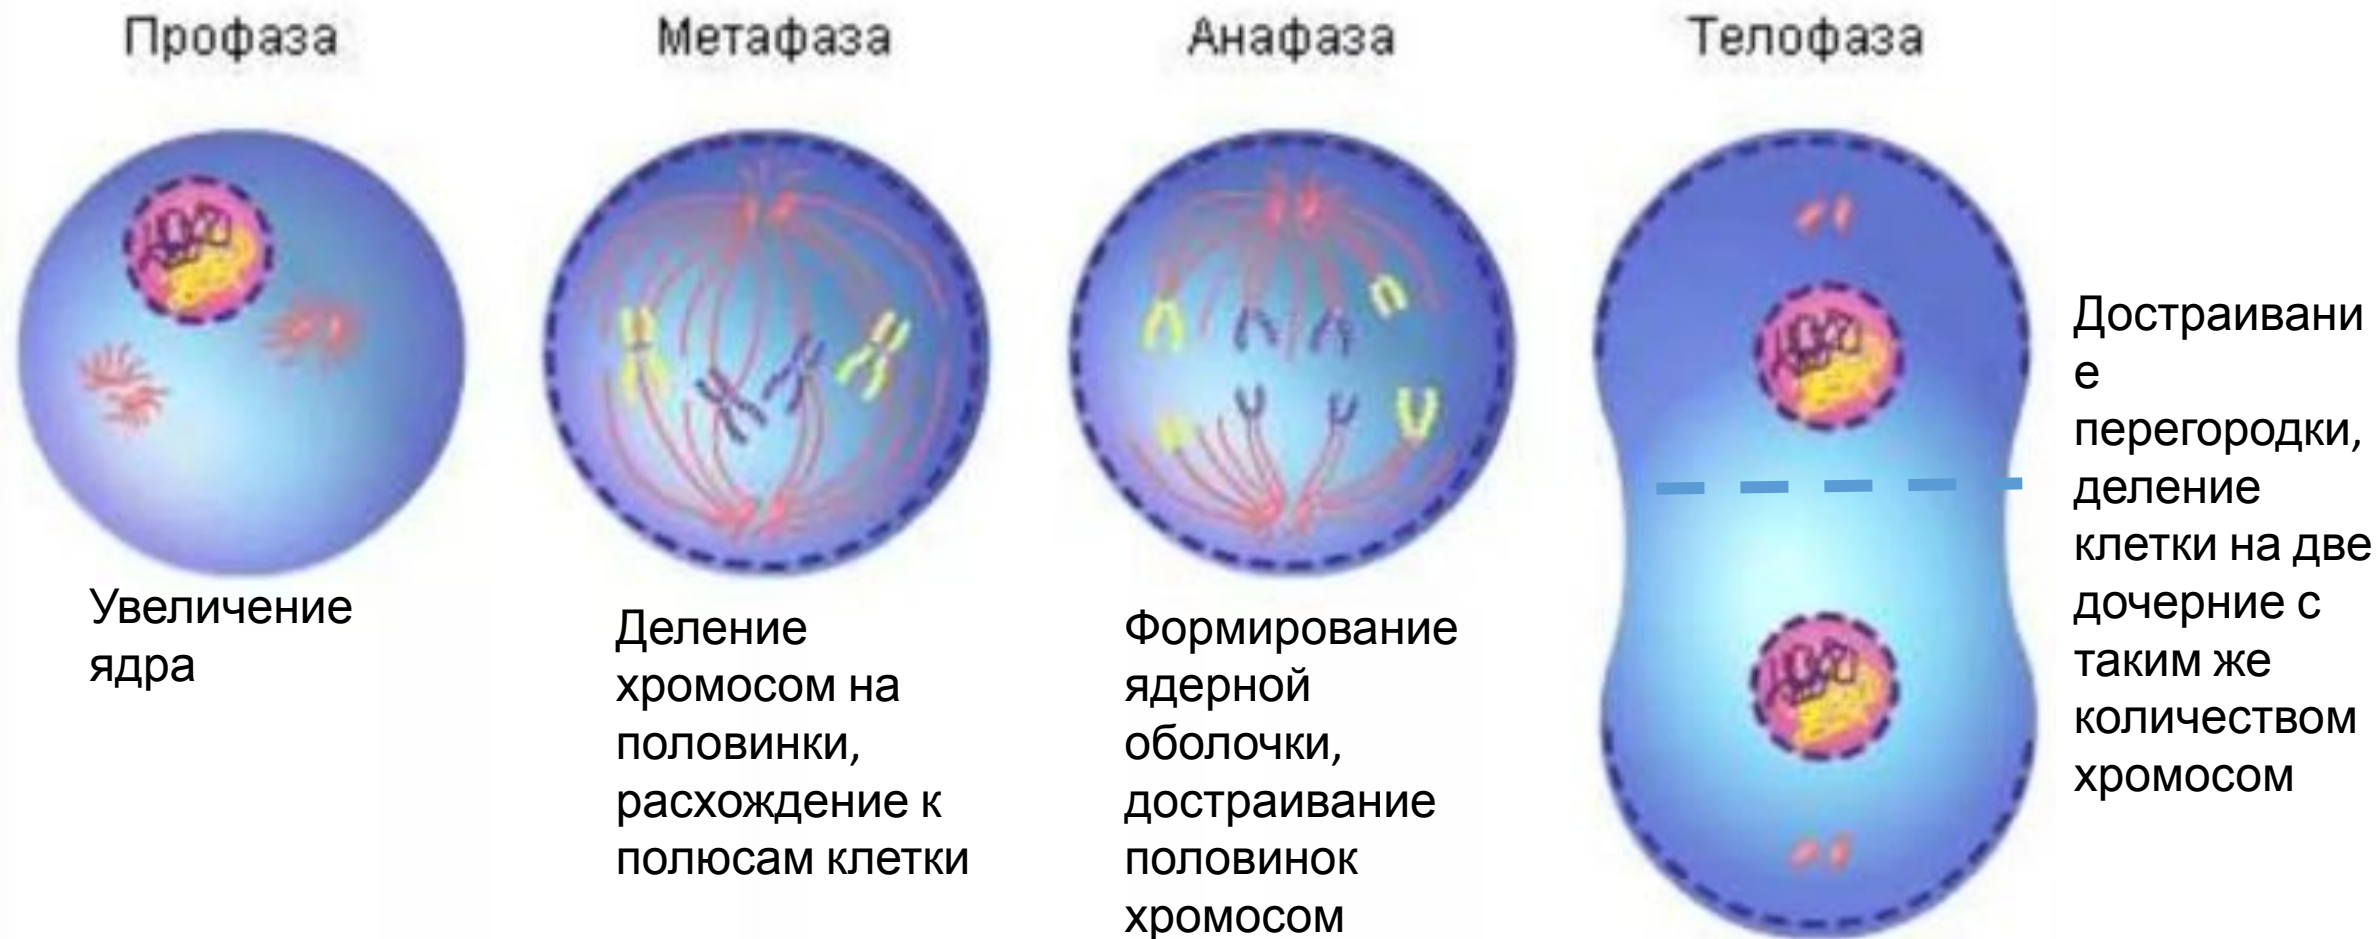 Профаза
Метафаза
Анафаза
Телофаза
Увеличение
ядра
Деление
хромосом на
половинки,
расхождение к
полюсам клетки
Формирование
ядерной
оболочки,
достраивание
половинок
хромосом
Достраивани
е
перегородки,
деление
клетки на две
дочерние с
таким же
количеством
хромосом